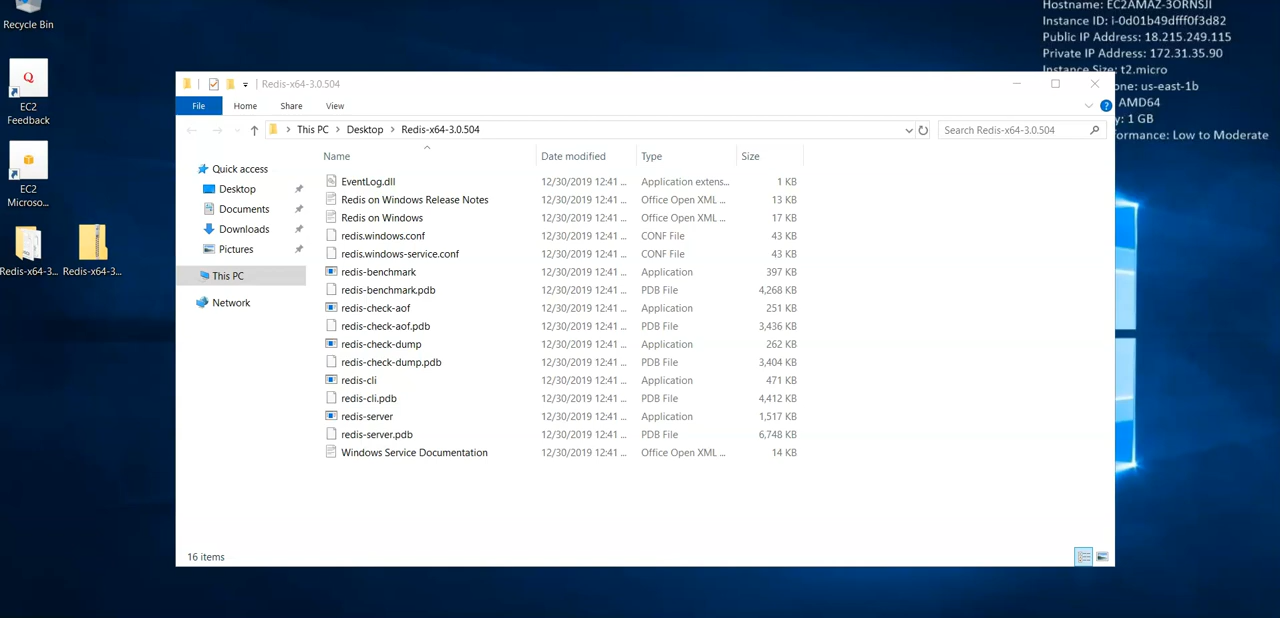 Recycle Bin
EC2
Feedback
EC2
Microso...
Redis-x64-3...
Redis-x64-3...
Hostname: EC2AMAZ-3ORNSJI
Instance ID: i-0d01b49dfff0f3d82
Public IP Address: 18.215.249.115
Private IP Address: 172.31.35.90
Instance Size: t2.micro
one: us-east-1b
AMD64
y: 1 GB
formance: Low to Moderate
Redis-x64-3.0.504
File Home Share View
This PC Desktop Redis-x64-3.0.504
Search Redis-x64-3.0.504
Quick access
Desktop
Documents
Downloads
Pictures
This PC
Network
Name Date modified Type Size
EventLog.dll 12/30/2019 12:41 ... Application extens... 1 KB
Redis on Windows Release Notes 12/30/2019 12:41 ... Office Open XML ... 13 KB
Redis on Windows 12/30/2019 12:41 ... Office Open XML ... 17 KB
redis.windows.conf 12/30/2019 12:41 ... CONF File 43 KB
redis.windows-service.conf 12/30/2019 12:41 ... CONF File 43 KB
redis-benchmark 12/30/2019 12:41 ... Application 397 KB
redis-benchmark.pdb 12/30/2019 12:41 ... PDB File 4,268 KB
redis-check-aof 12/30/2019 12:41 ... Application 251 KB
redis-check-aof.pdb 12/30/2019 12:41 ... PDB File 3,436 KB
redis-check-dump 12/30/2019 12:41 ... Application 262 KB
redis-check-dump.pdb 12/30/2019 12:41 ... PDB File 3,404 KB
redis-cli 12/30/2019 12:41 ... Application 471 KB
redis-cli.pdb 12/30/2019 12:41 ... PDB File 4,412 KB
redis-server 12/30/2019 12:41 ... Application 1,517 KB
redis-server.pdb 12/30/2019 12:41 ... PDB File 6,748 KB
Windows Service Documentation 12/30/2019 12:41 ... Office Open XML ... 14 KB
16 items